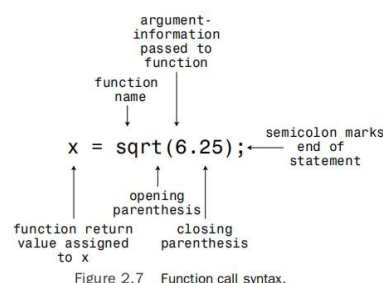 argument-
information
passed to
function
function
name
x = sqrt(6.25);
semicolon marks
end of
statement
opening
parenthesis
function return
value assigned
to x
closing
parenthesis
Figure 2.7 Function call syntax.